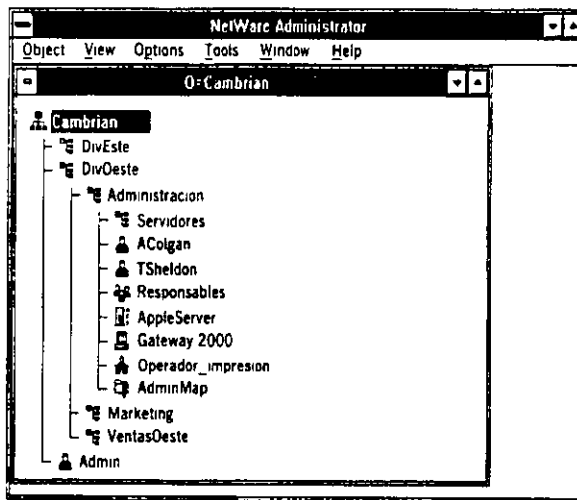 NetWare Administrator
Object View Options Tools Window Help
O=Cambrian
Cambrian
DivEste
DivOeste
Administracion
Servidores
AColgan
TSheldon
Responsables
AppleServer
Gateway 2000
Operador_impresion
AdminMap
Marketing
VentasOeste
Admin